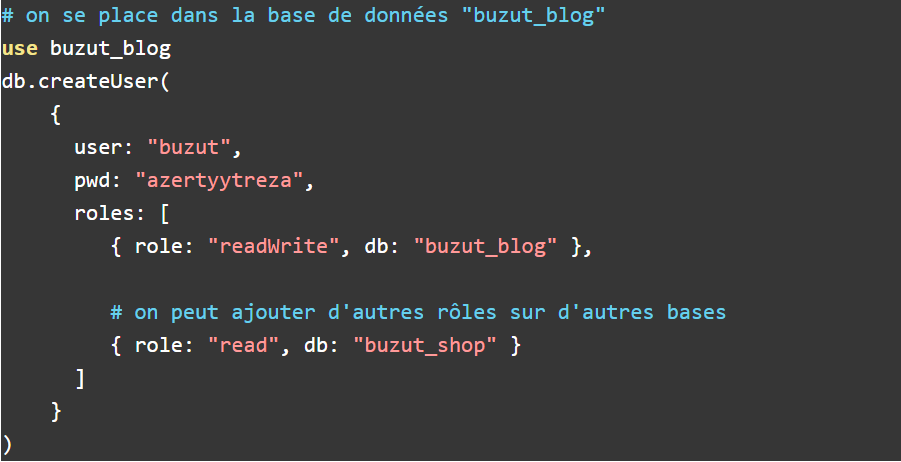 # on se place dans la base de données "buzut_blog"
use buzut_blog
db.createUser(
    {
      user: "buzut",
      pwd: "azertyytreza",
      roles: [
         { role: "readWrite", db: "buzut_blog" },

         # on peut ajouter d'autres rôles sur d'autres bases
         { role: "read", db: "buzut_shop" }
      ]
    }
)